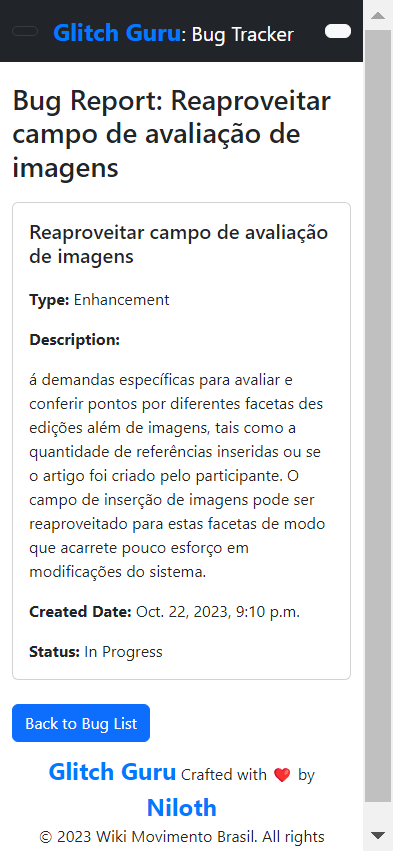 Glitch Guru: Bug Tracker
Bug Report: Reaproveitar
campo de avaliação de
imagens
Reaproveitar campo de avaliação
de imagens
Type: Enhancement
Description:
á demandas específicas para avaliar e
conferir pontos por diferentes facetas des
edições além de imagens, tais como a
quantidade de referências inseridas ou se
o artigo foi criado pelo participante. O
campo de inserção de imagens pode ser
reaproveitado para estas facetas de modo
que acarrete pouco esforço em
modificações do sistema.
Created Date: Oct. 22, 2023, 9:10 p.m.
Status: In Progress
Back to Bug List
Glitch Guru Crafted with ❤️ by
Niloth
© 2023 Wiki Movimento Brasil. All rights